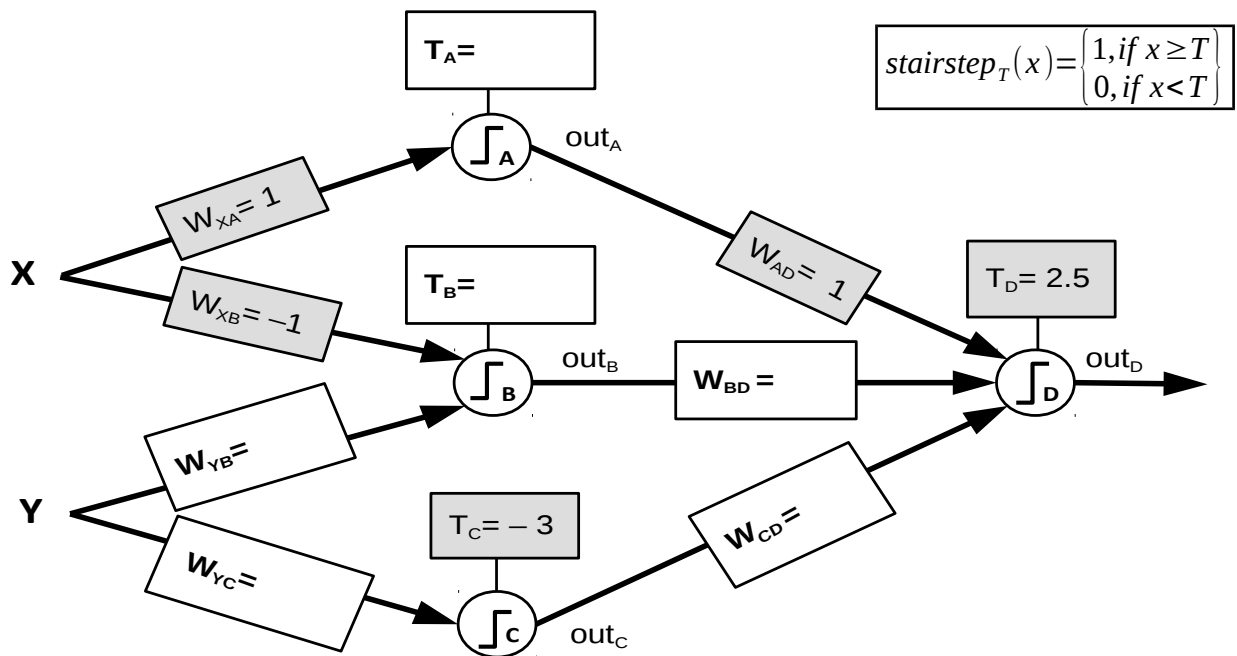 T_A=
stairstep_T(x)={1, if x≥T
0, if x<T}
A
out_A
W_XA= 1
X
W_XB= –1
T_B=
W_AD= 1
T_D= 2.5
B
out_B
W_BD=
D
out_D
W_YB=
Y
W_YC=
T_C= – 3
W_CD=
C
out_C